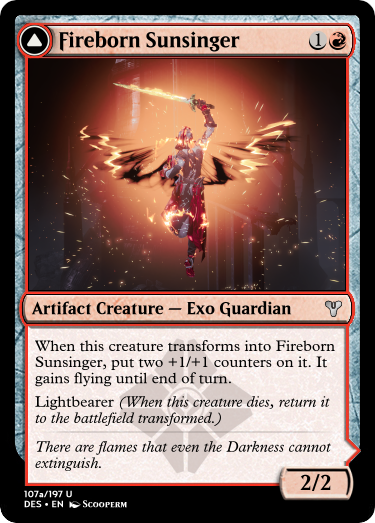 Fireborn Sunsinger 1
Artifact Creature — Exo Guardian
When this creature transforms into Fireborn
Sunsinger, put two +1/+1 counters on it. It
gains flying until end of turn.
Lightbearer (When this creature dies, return it
to the battlefield transformed.)
There are flames that even the Darkness cannot
extinguish.
2/2
107a/197 U
DES • EN Scooperm